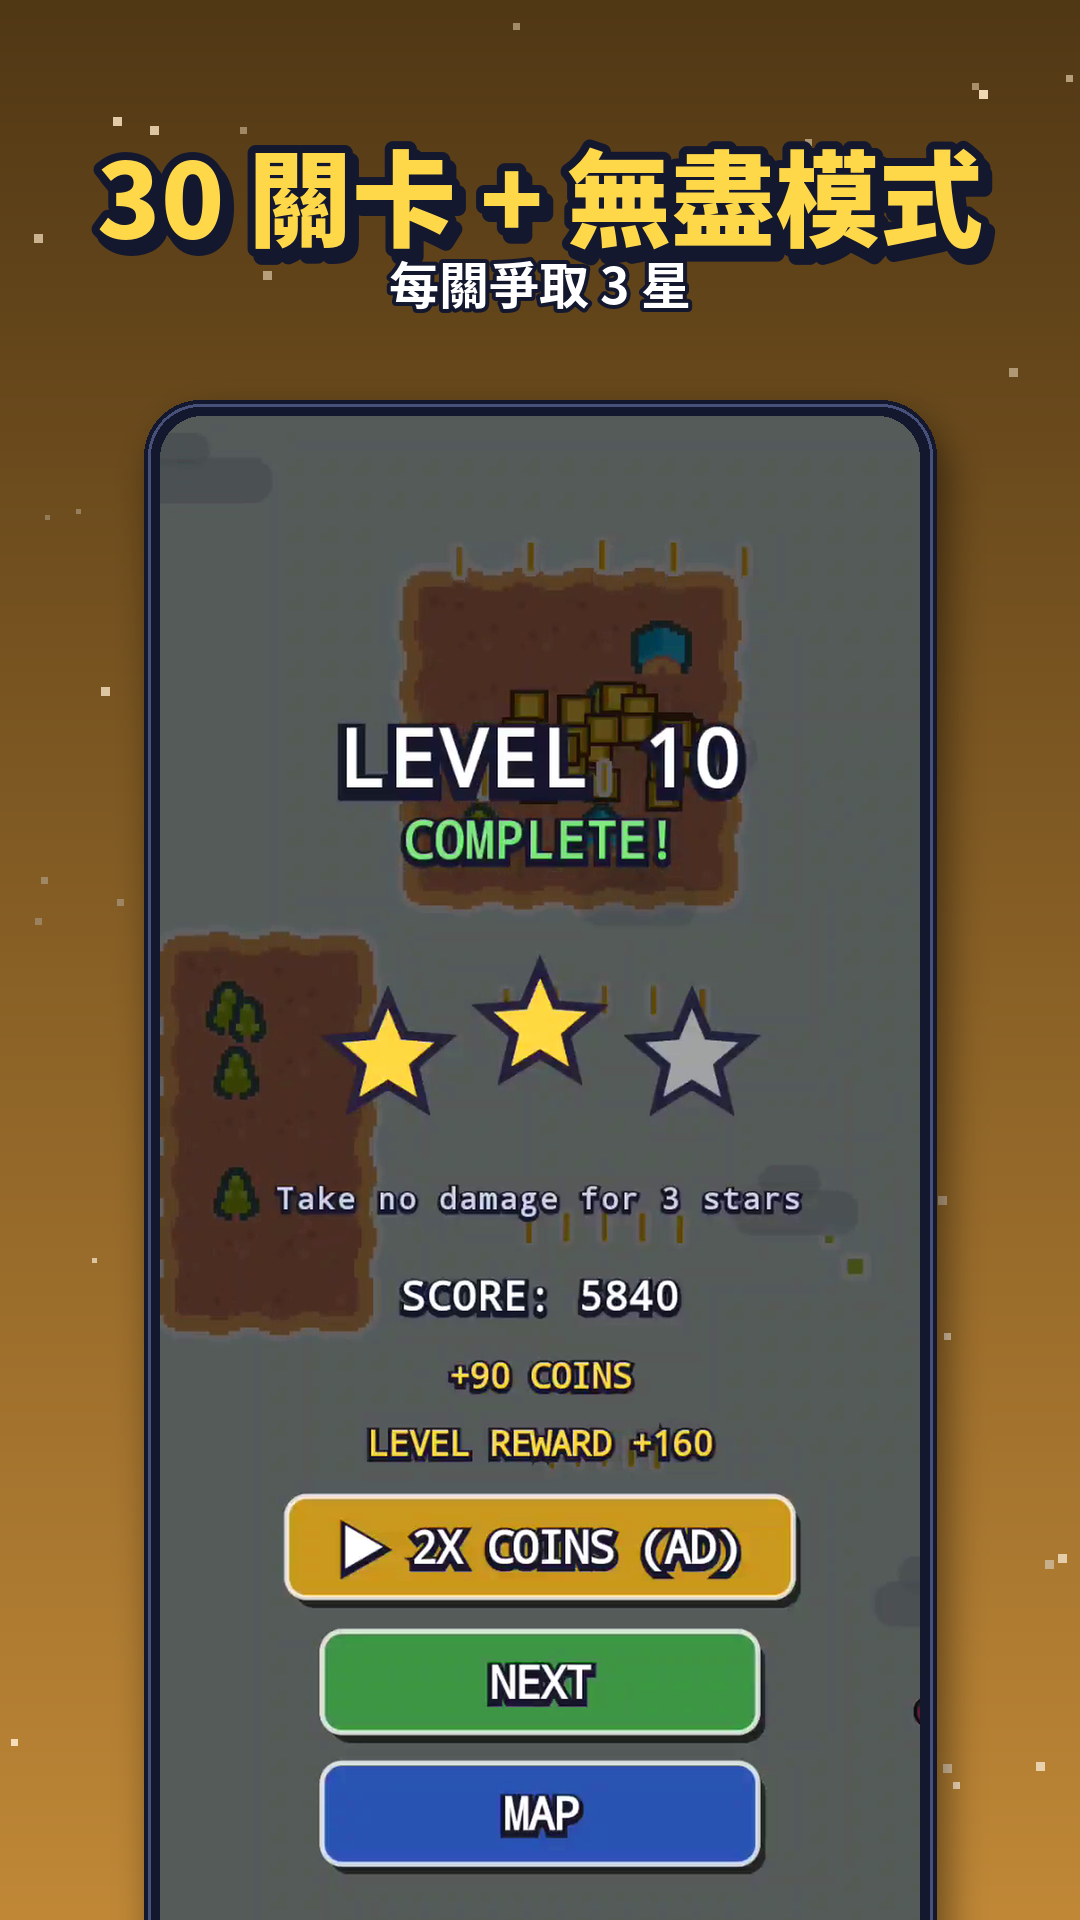 30 關卡 + 無盡模式
每關爭取 3 星
LEVEL 10
COMPLETE!
Take no damage for 3 stars
SCORE: 5840
+90 COINS
LEVEL REWARD +160
2X COINS (AD)
NEXT
MAP